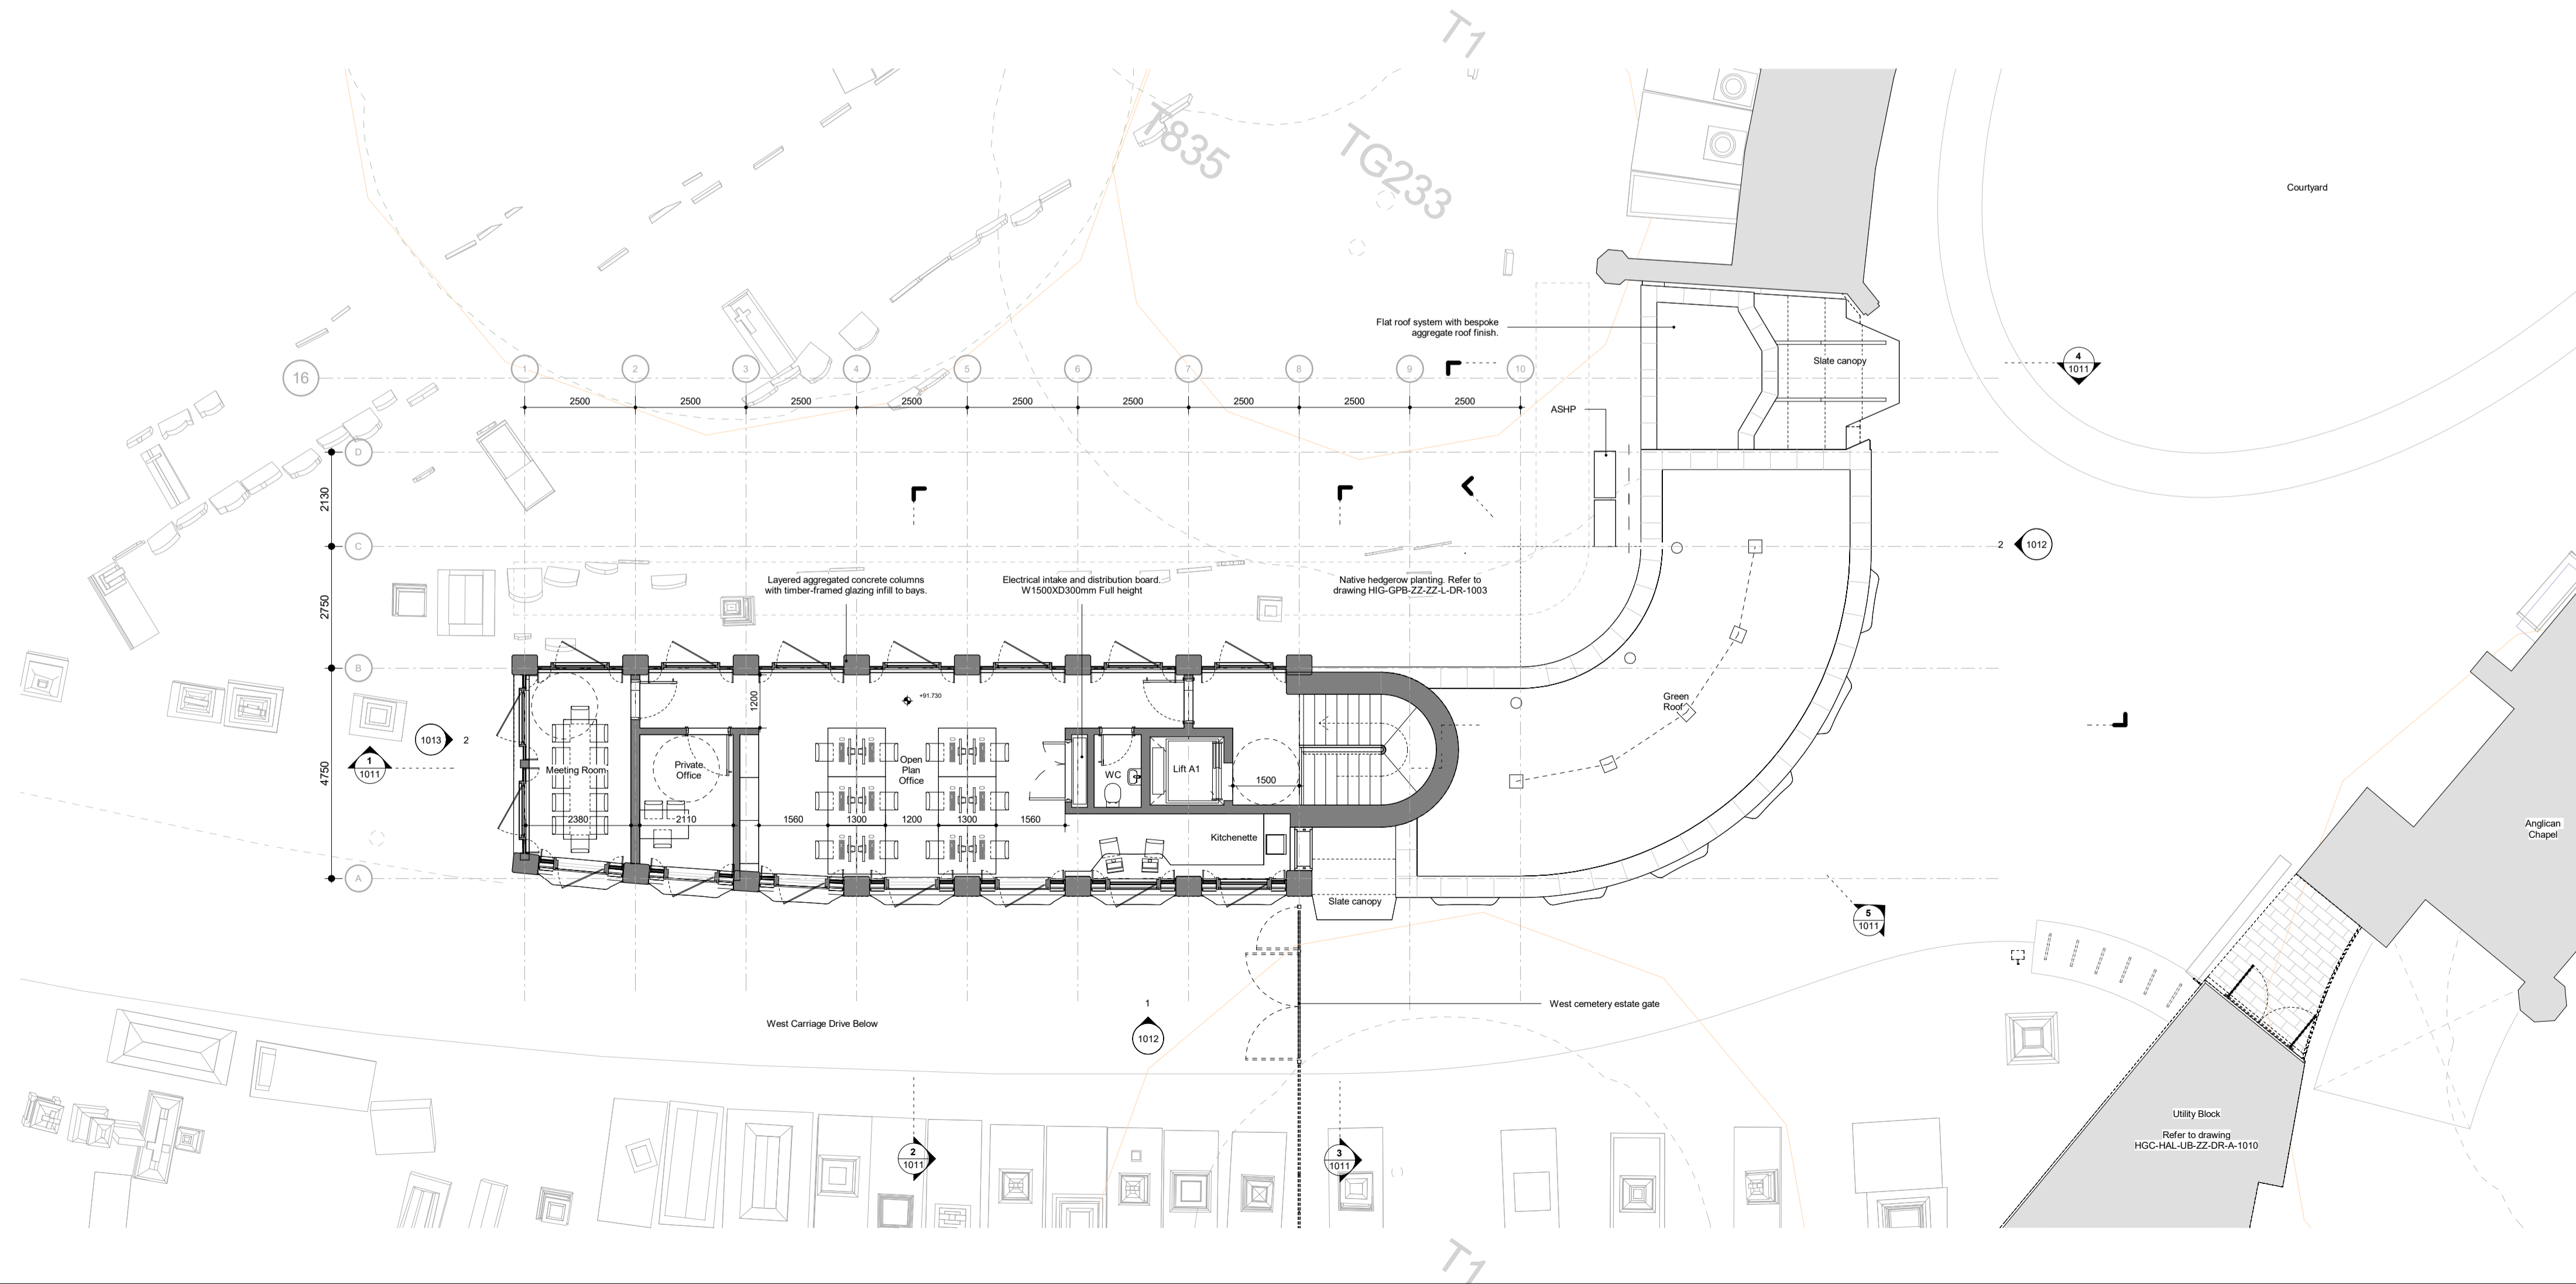 T1
T835
TG233
Courtyard
Flat roof system with bespoke
aggregate roof finish.
Slate canopy
4
1011
16
1
2
3
4
5
6
7
8
9
10
2500
2500
2500
2500
2500
2500
2500
2500
2500
ASHP
D
2130
C
2
1012
Layered aggregated concrete columns
with timber-framed glazing infill to bays.
Electrical intake and distribution board.
W1500XD300mm Full height
Native hedgerow planting. Refer to
drawing HIG-GPB-ZZ-ZZ-L-DR-1003
2750
B
1200
+91.730
Green
Roof
1013
2
1
1011
4750
Meeting Room
Private
Office
Open
Plan
Office
WC
Lift A1
1500
2380
2110
1560
1300
1200
1300
1560
Kitchenette
Anglican
Chapel
A
Slate canopy
5
1011
West Carriage Drive Below
1
1012
West cemetery estate gate
Utility Block
Refer to drawing
HGC-HAL-UB-ZZ-DR-A-1010
2
1011
3
1011
T1